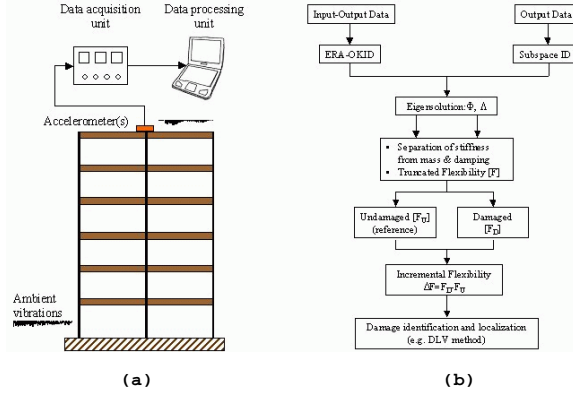 Data acquisition
unit
Data processing
unit
Accelerometer(s)
Ambient
vibrations
(a)
Input-Output Data
Output Data
ERA-OKID
Subspace ID
Eigensolution: Φ, Λ
• Separation of stiffness
from mass & damping
• Truncated Flexibility [F]
Undamaged [F_U]
(reference)
Damaged
[F_D]
Incremental Flexibility
ΔF=F_D-F_U
Damage identification and localization
(e.g. DLV method)
(b)